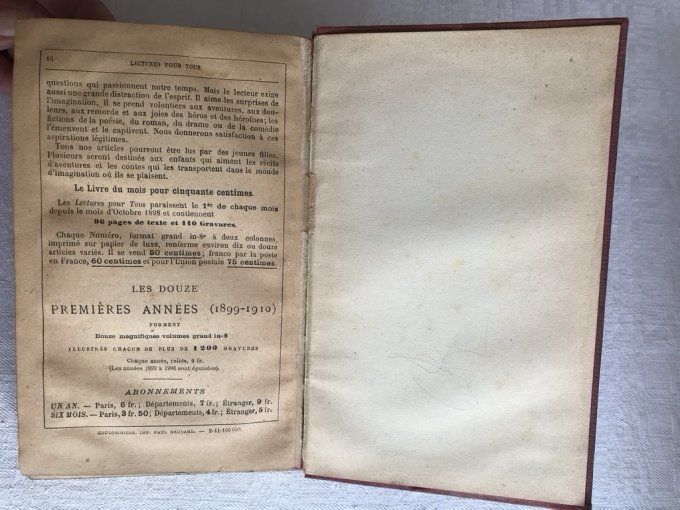 16 LECTURES POUR TOUS
questions qui passionnent notre temps. Mais le lecteur exige
aussi une grande distraction de l'esprit. Il aime les surprises de
l'imagination, il se prend volontiers aux aventures, aux dou-
leurs, aux remords et aux joies des héros et des héroïnes; les
fictions de la poésie, du roman, du drame ou de la comédie
l'émeuvent et le captivent. Nous donnerons satisfaction à ces
aspirations légitimes.
Tous nos articles pourront être lus par des jeunes filles.
Plusieurs seront destinés aux enfants qui aiment les récits
d'aventures et les contes qui les transportent dans le monde
d'imagination où ils se plaisent.
Le Livre du mois pour cinquante centimes
Les Lectures pour Tous paraissent le 1er de chaque mois
depuis le mois d'Octobre 1898 et contiennent
96 pages de texte et 110 Gravures.
Chaque Numéro, format grand in-8° à deux colonnes,
imprimé sur papier de luxe, renferme environ dix ou douze
articles variés. Il se vend 50 centimes; franco par la poste
en France, 60 centimes et pour l'Union postale 75 centimes.
LES DOUZE
PREMIÈRES ANNÉES (1899-1910)
FORMENT
Douze magnifiques volumes grand in-8
ILLUSTRÉS CHACUN DE PLUS DE 1 200 GRAVURES
Chaque année, reliée, 9 fr.
(Les années 1899 à 1906 sont épuisées).
ABONNEMENTS
UN AN. — Paris, 6 fr.; Départements, 7 fr.; Étranger, 9 fr.
SIX MOIS. — Paris, 3 fr. 50; Départements, 4 fr.; Étranger, 5 fr.
COULOMMIERS. IMP. PAUL BRODARD. — 2-11-150 000.